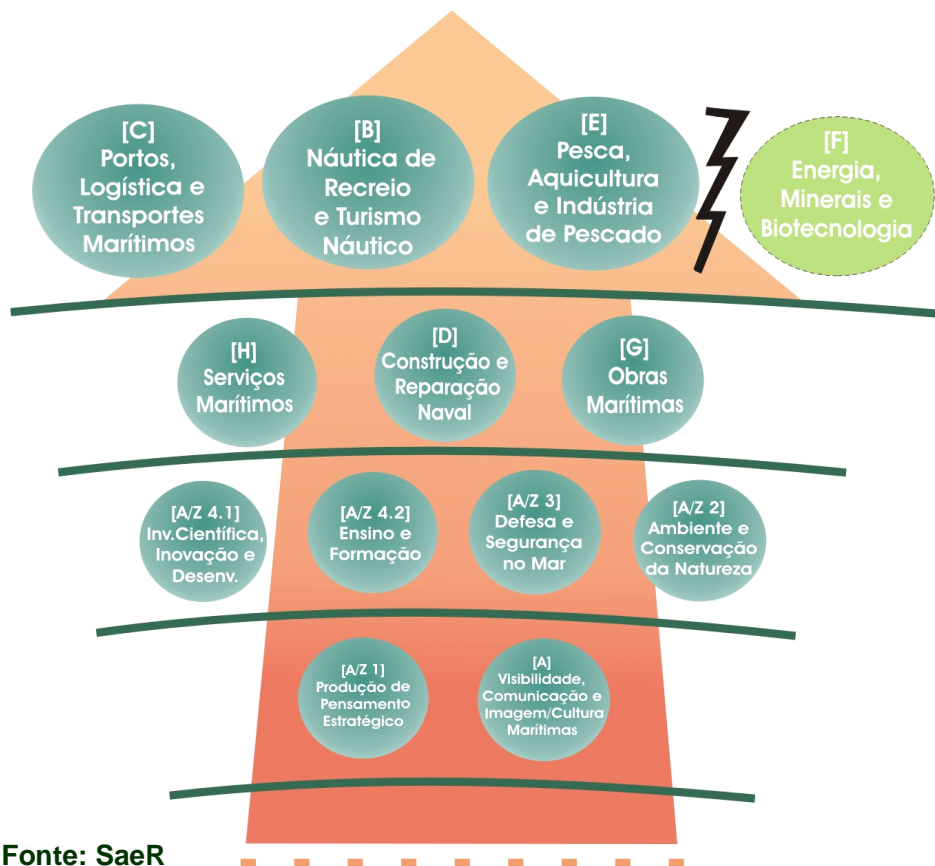 [C]
Portos,
Logística e
Transportes
Marítimos
[B]
Náutica de
Recreio
e Turismo
Náutico
[E]
Pesca,
Aquicultura
e Indústria
de Pescado
[F]
Energia,
Minerais e
Biotecnologia
[H]
Serviços
Marítimos
[D]
Construção e
Reparação
Naval
[G]
Obras
Marítimas
[A/Z 4.1]
Inv.Científica,
Inovação e
Desenv.
[A/Z 4.2]
Ensino e
Formação
[A/Z 3]
Defesa e
Segurança
no Mar
[A/Z 2]
Ambiente e
Conservação
da Natureza
[A/Z 1]
Produção de
Pensamento
Estratégico
[A]
Visibilidade,
Comunicação e
Imagem/Cultura
Marítimas
Fonte: SaeR